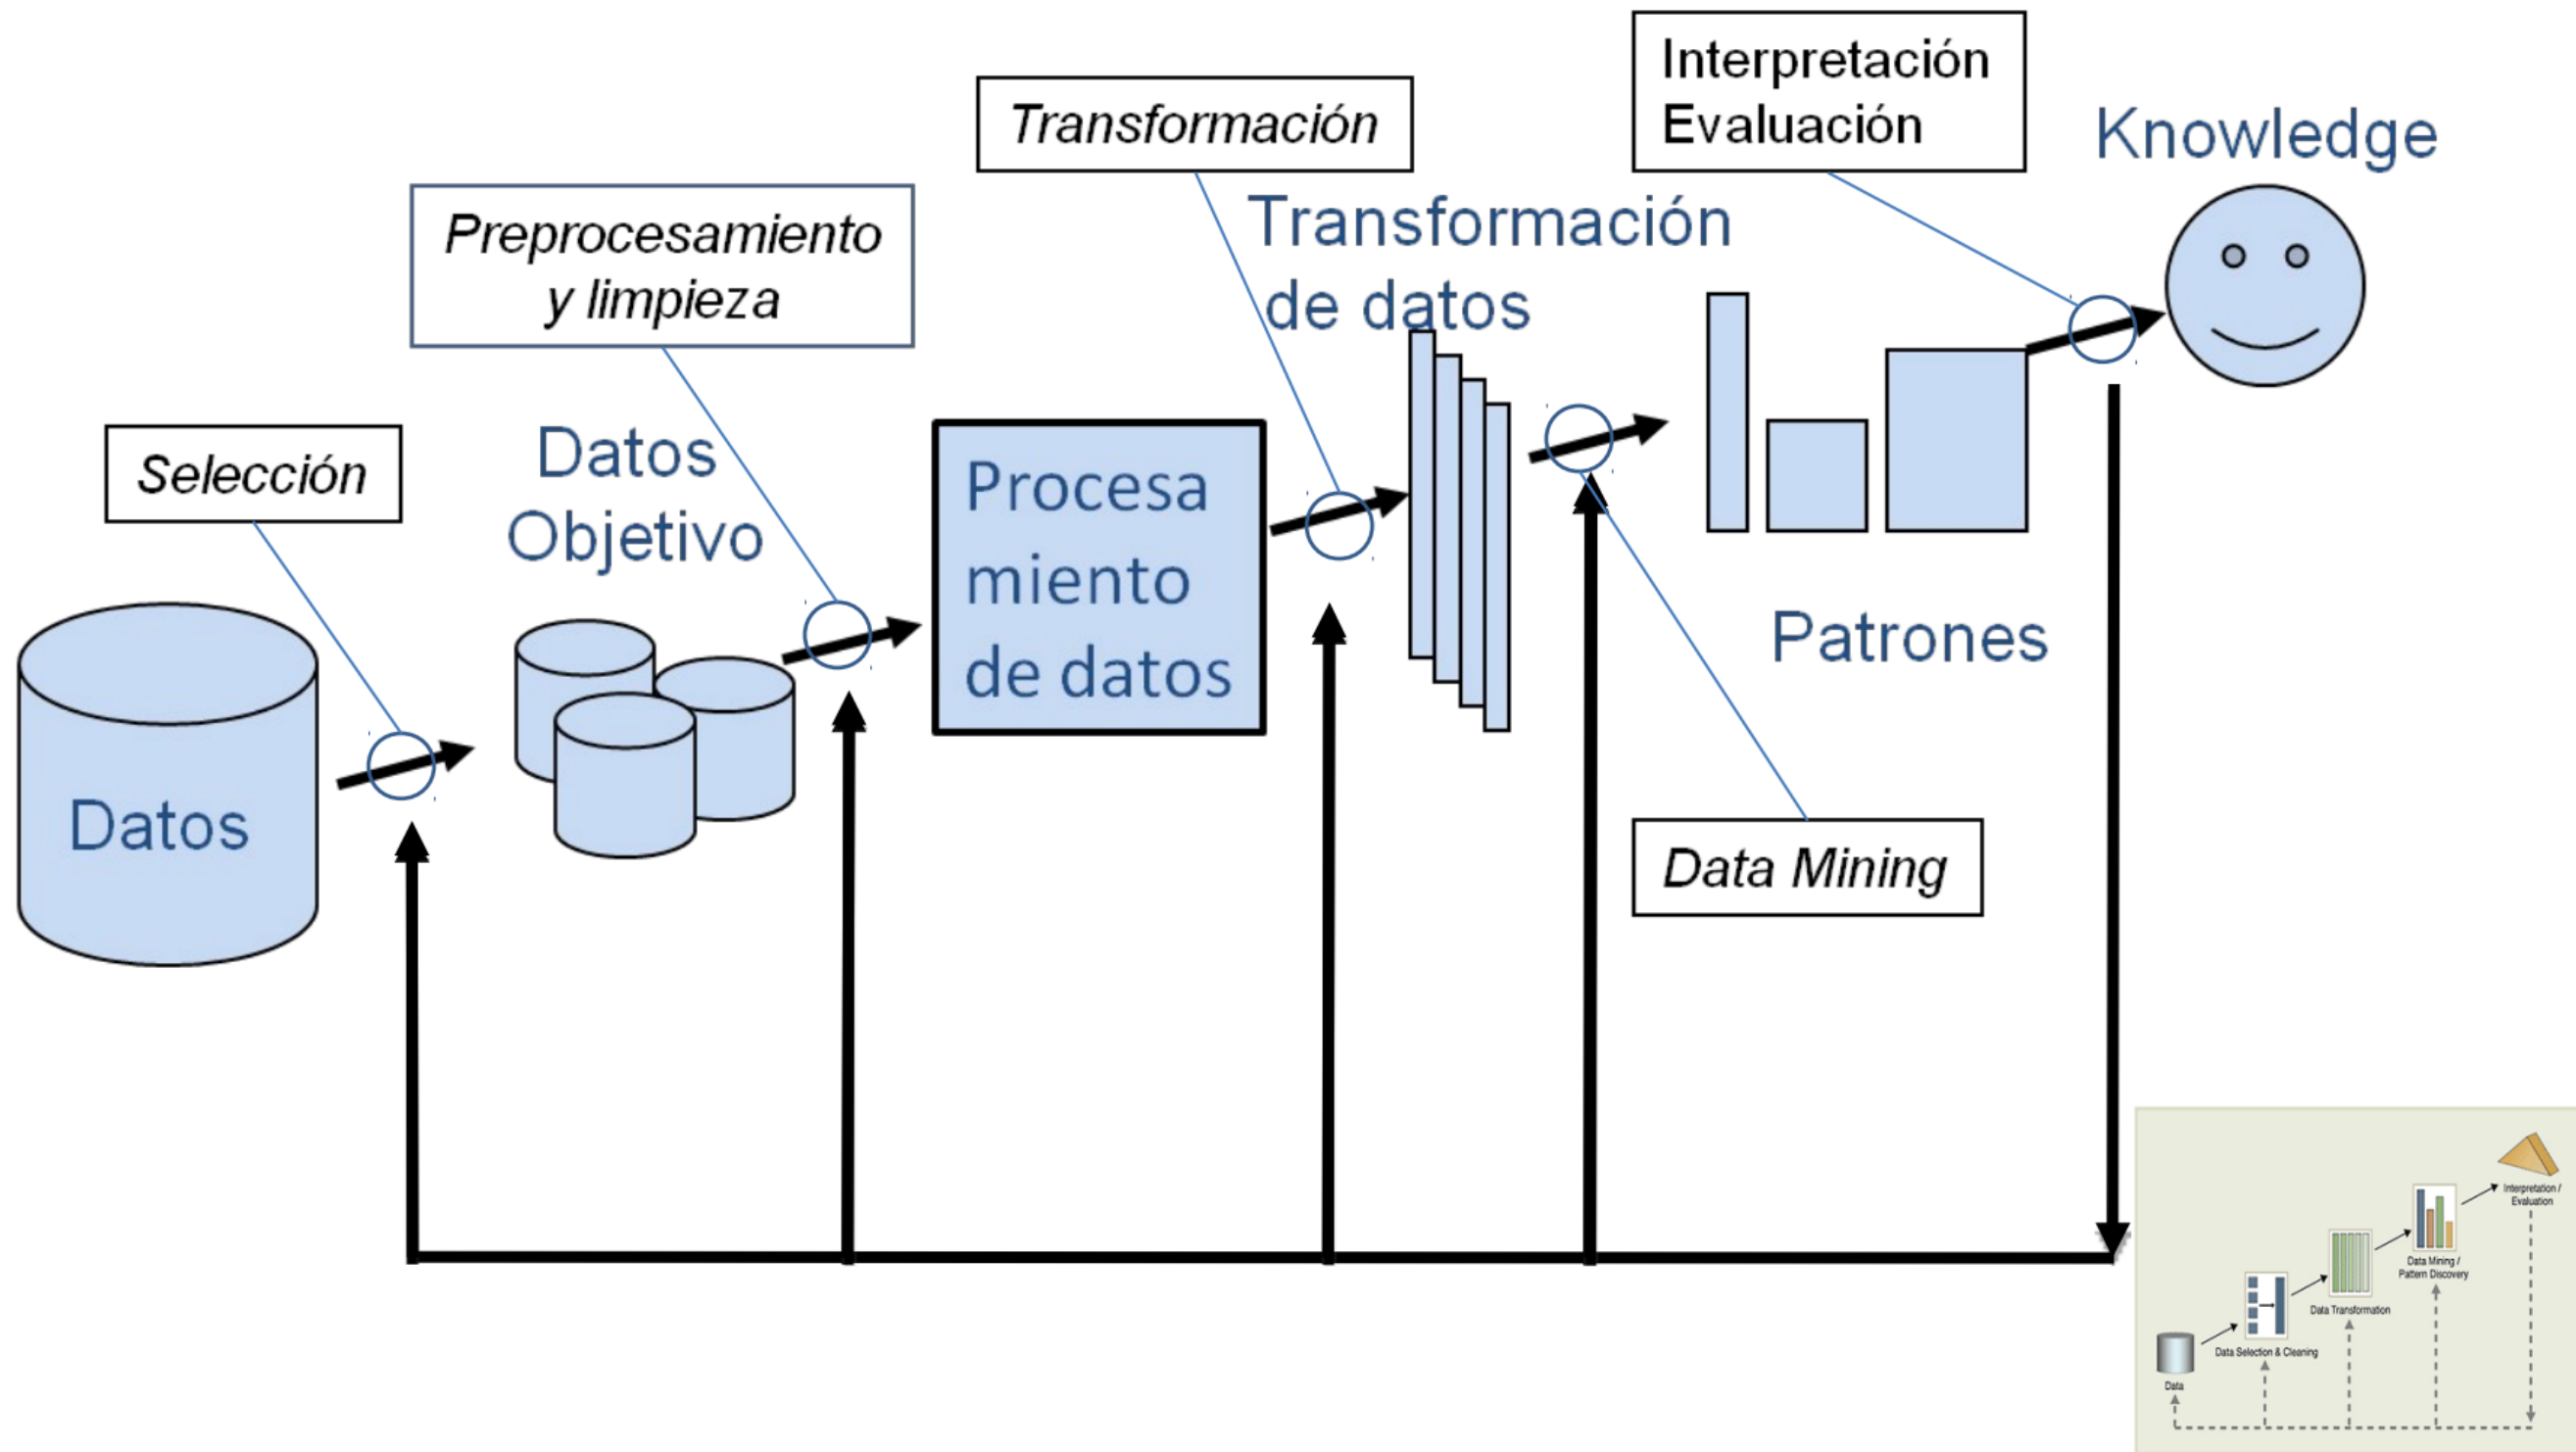 Interpretación
Evaluación
Knowledge
Transformación
Transformación
de datos
Preprocesamiento
y limpieza
Selección
Datos
Objetivo
Procesa
miento
de datos
Patrones
Datos
Data Mining
Interpretation /
Evaluation
Data Mining /
Pattern Discovery
Data Transformation
Data Selection & Cleaning
Data